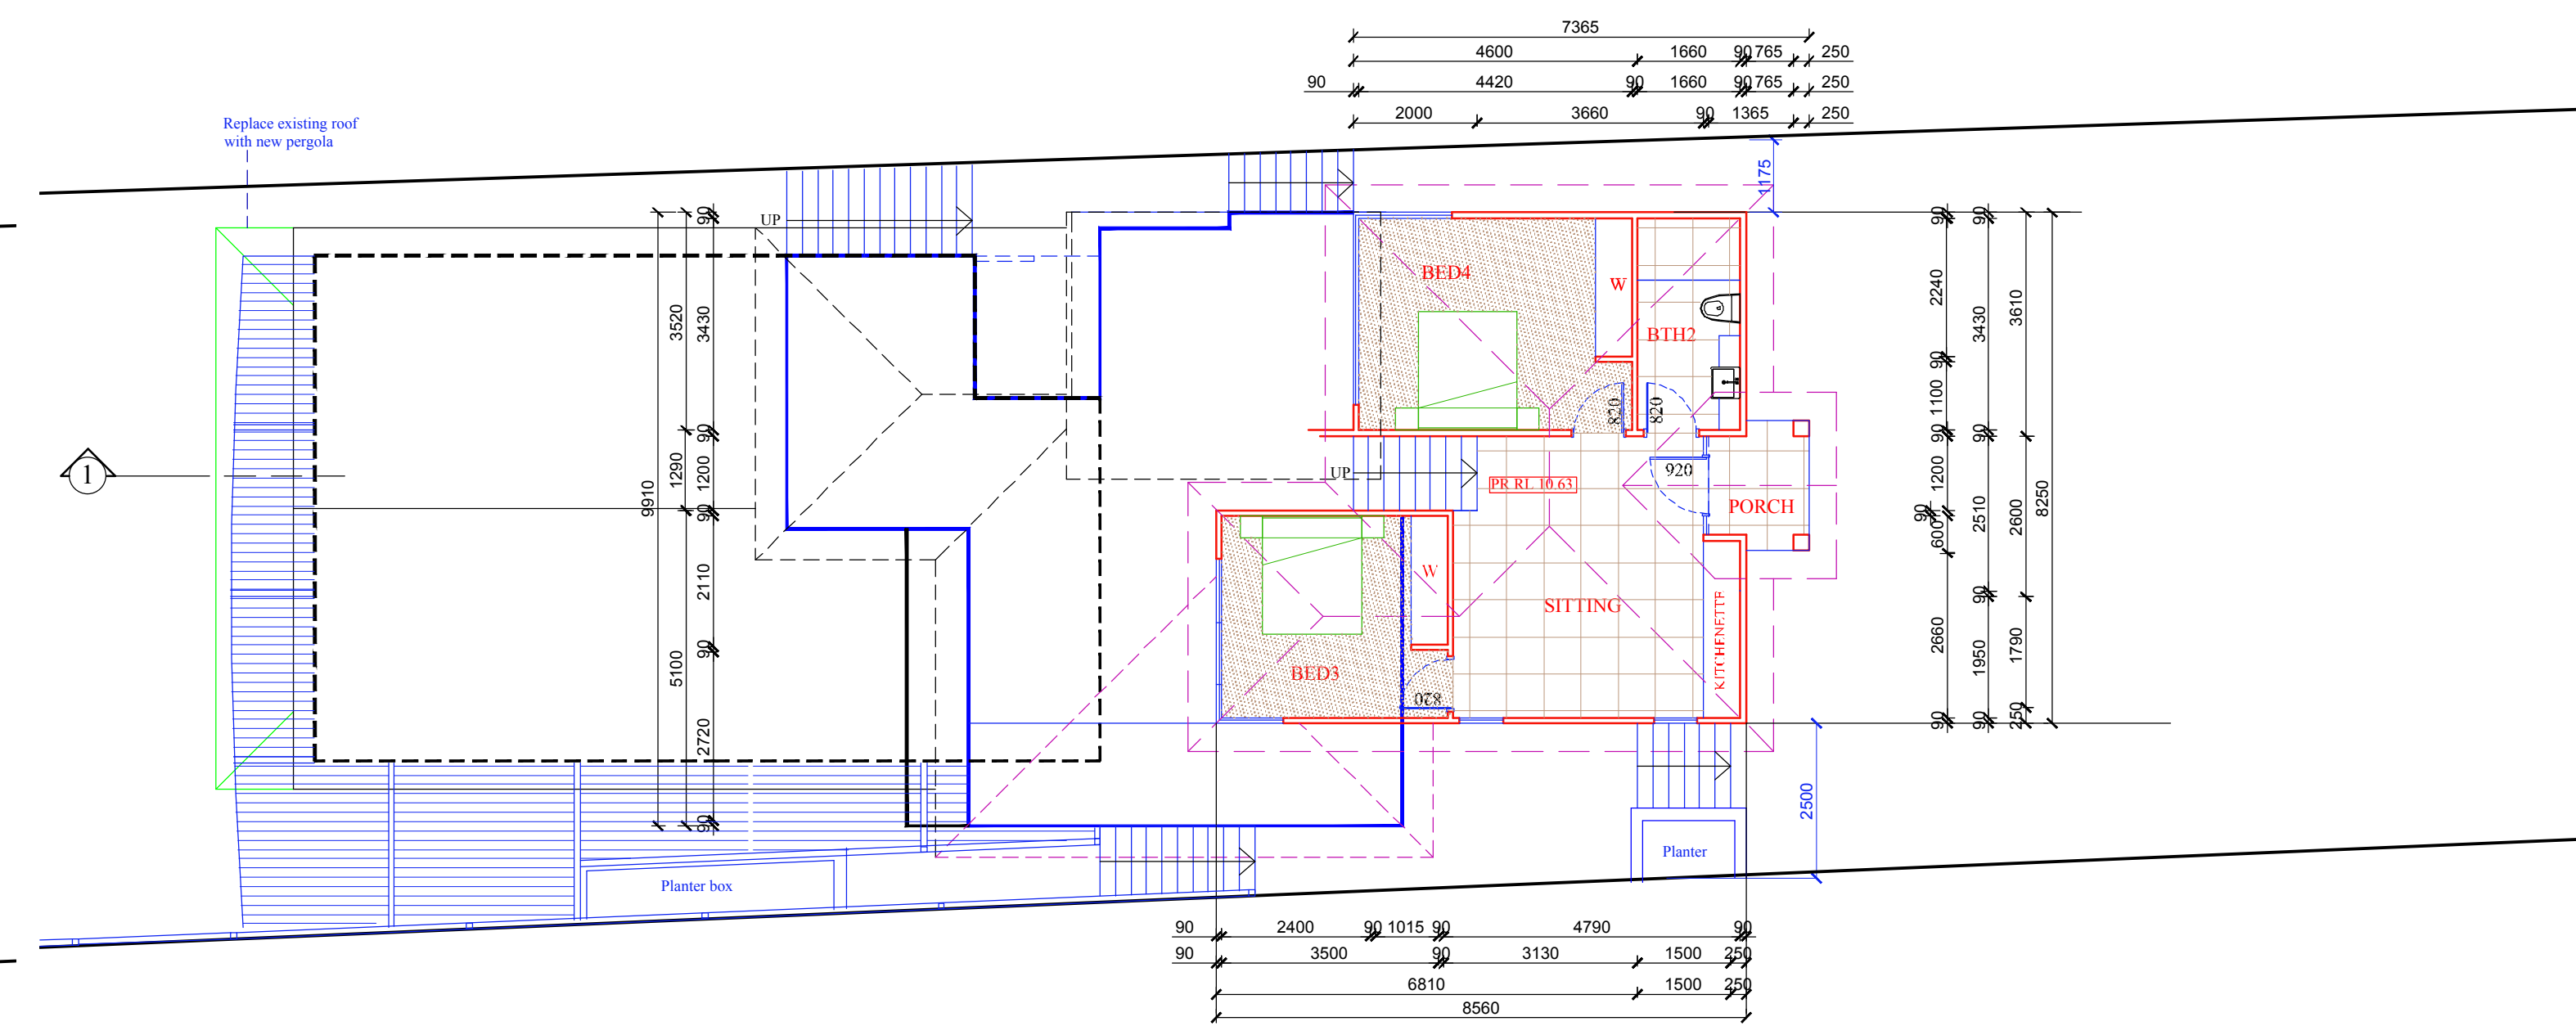 7365
4600 1660 90 765 250
90 4420 90 1660 90 765 250
2000 3660 90 1365 250
Replace existing roof
with new pergola
1175
UP
90
3520
3430
90
1290
1200
9910
90
2110
90
5100
2720
90
1
BED4
W
BTH2
820
820
UP
PR RL 10.63
920
PORCH
W
SITTING
BED3
820
KITCHENETTE
90
2240
90
1100
90
1200
90
600
2660
90
90
3430
90
2510
90
1950
90
3610
2600
1790
250
8250
2500
Planter
Planter box
90 2400 90 1015 90 4790 90
90 3500 90 3130 1500 250
6810 1500 250
8560